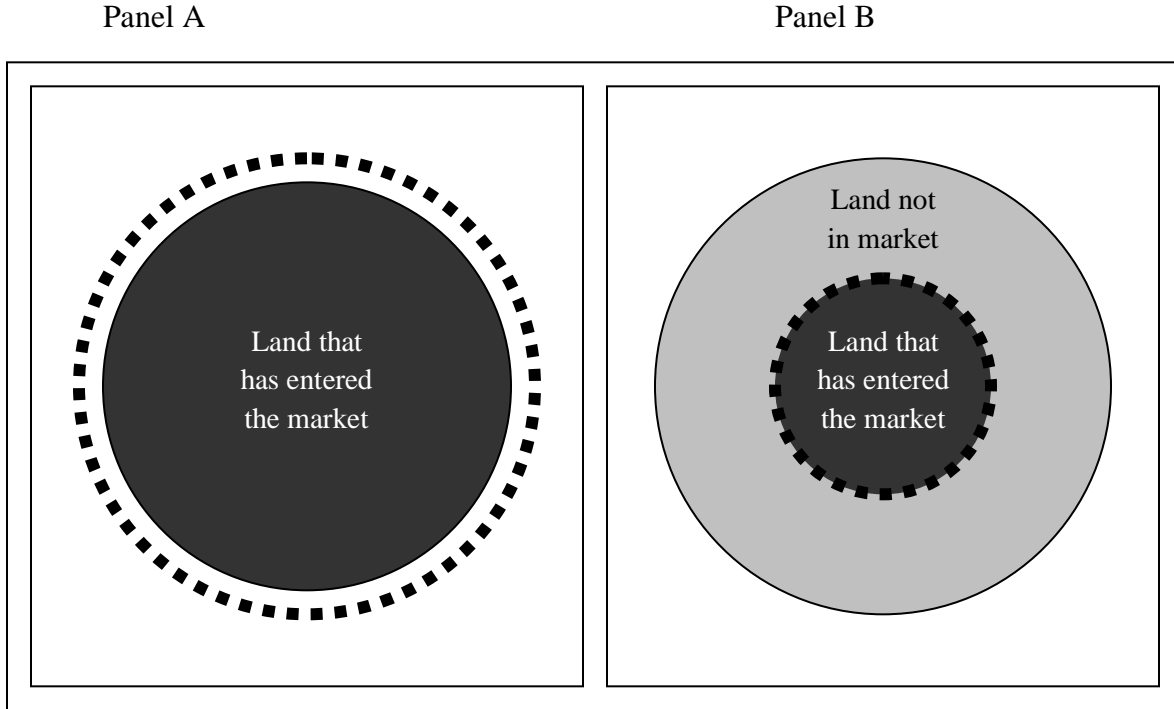 Panel A
Panel B
Land that
has entered
the market
Land not
in market
Land that
has entered
the market